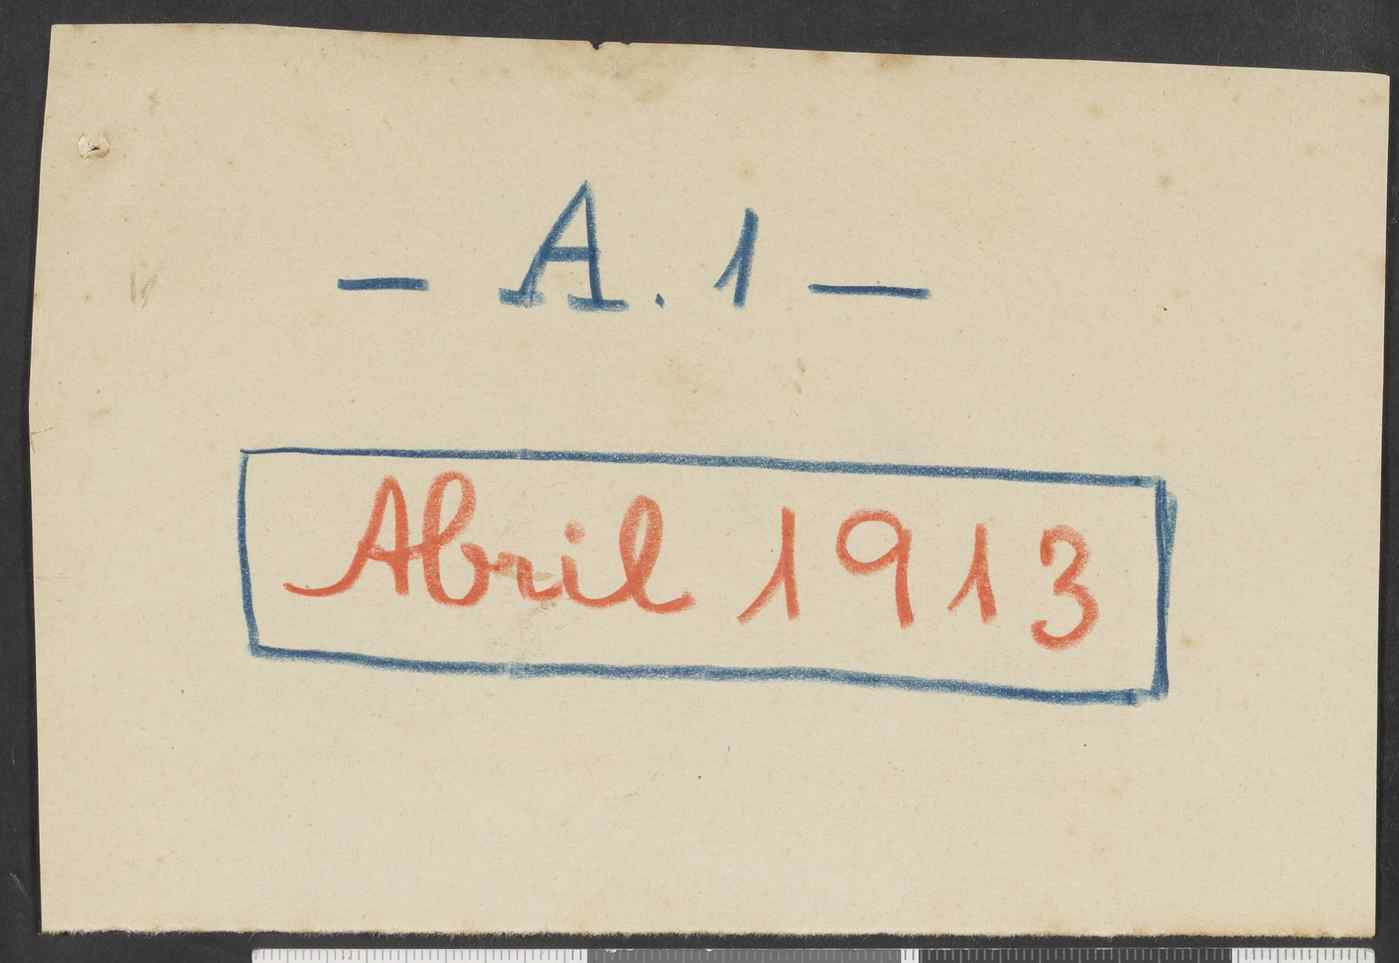 – A. 1 –
Abril 1913